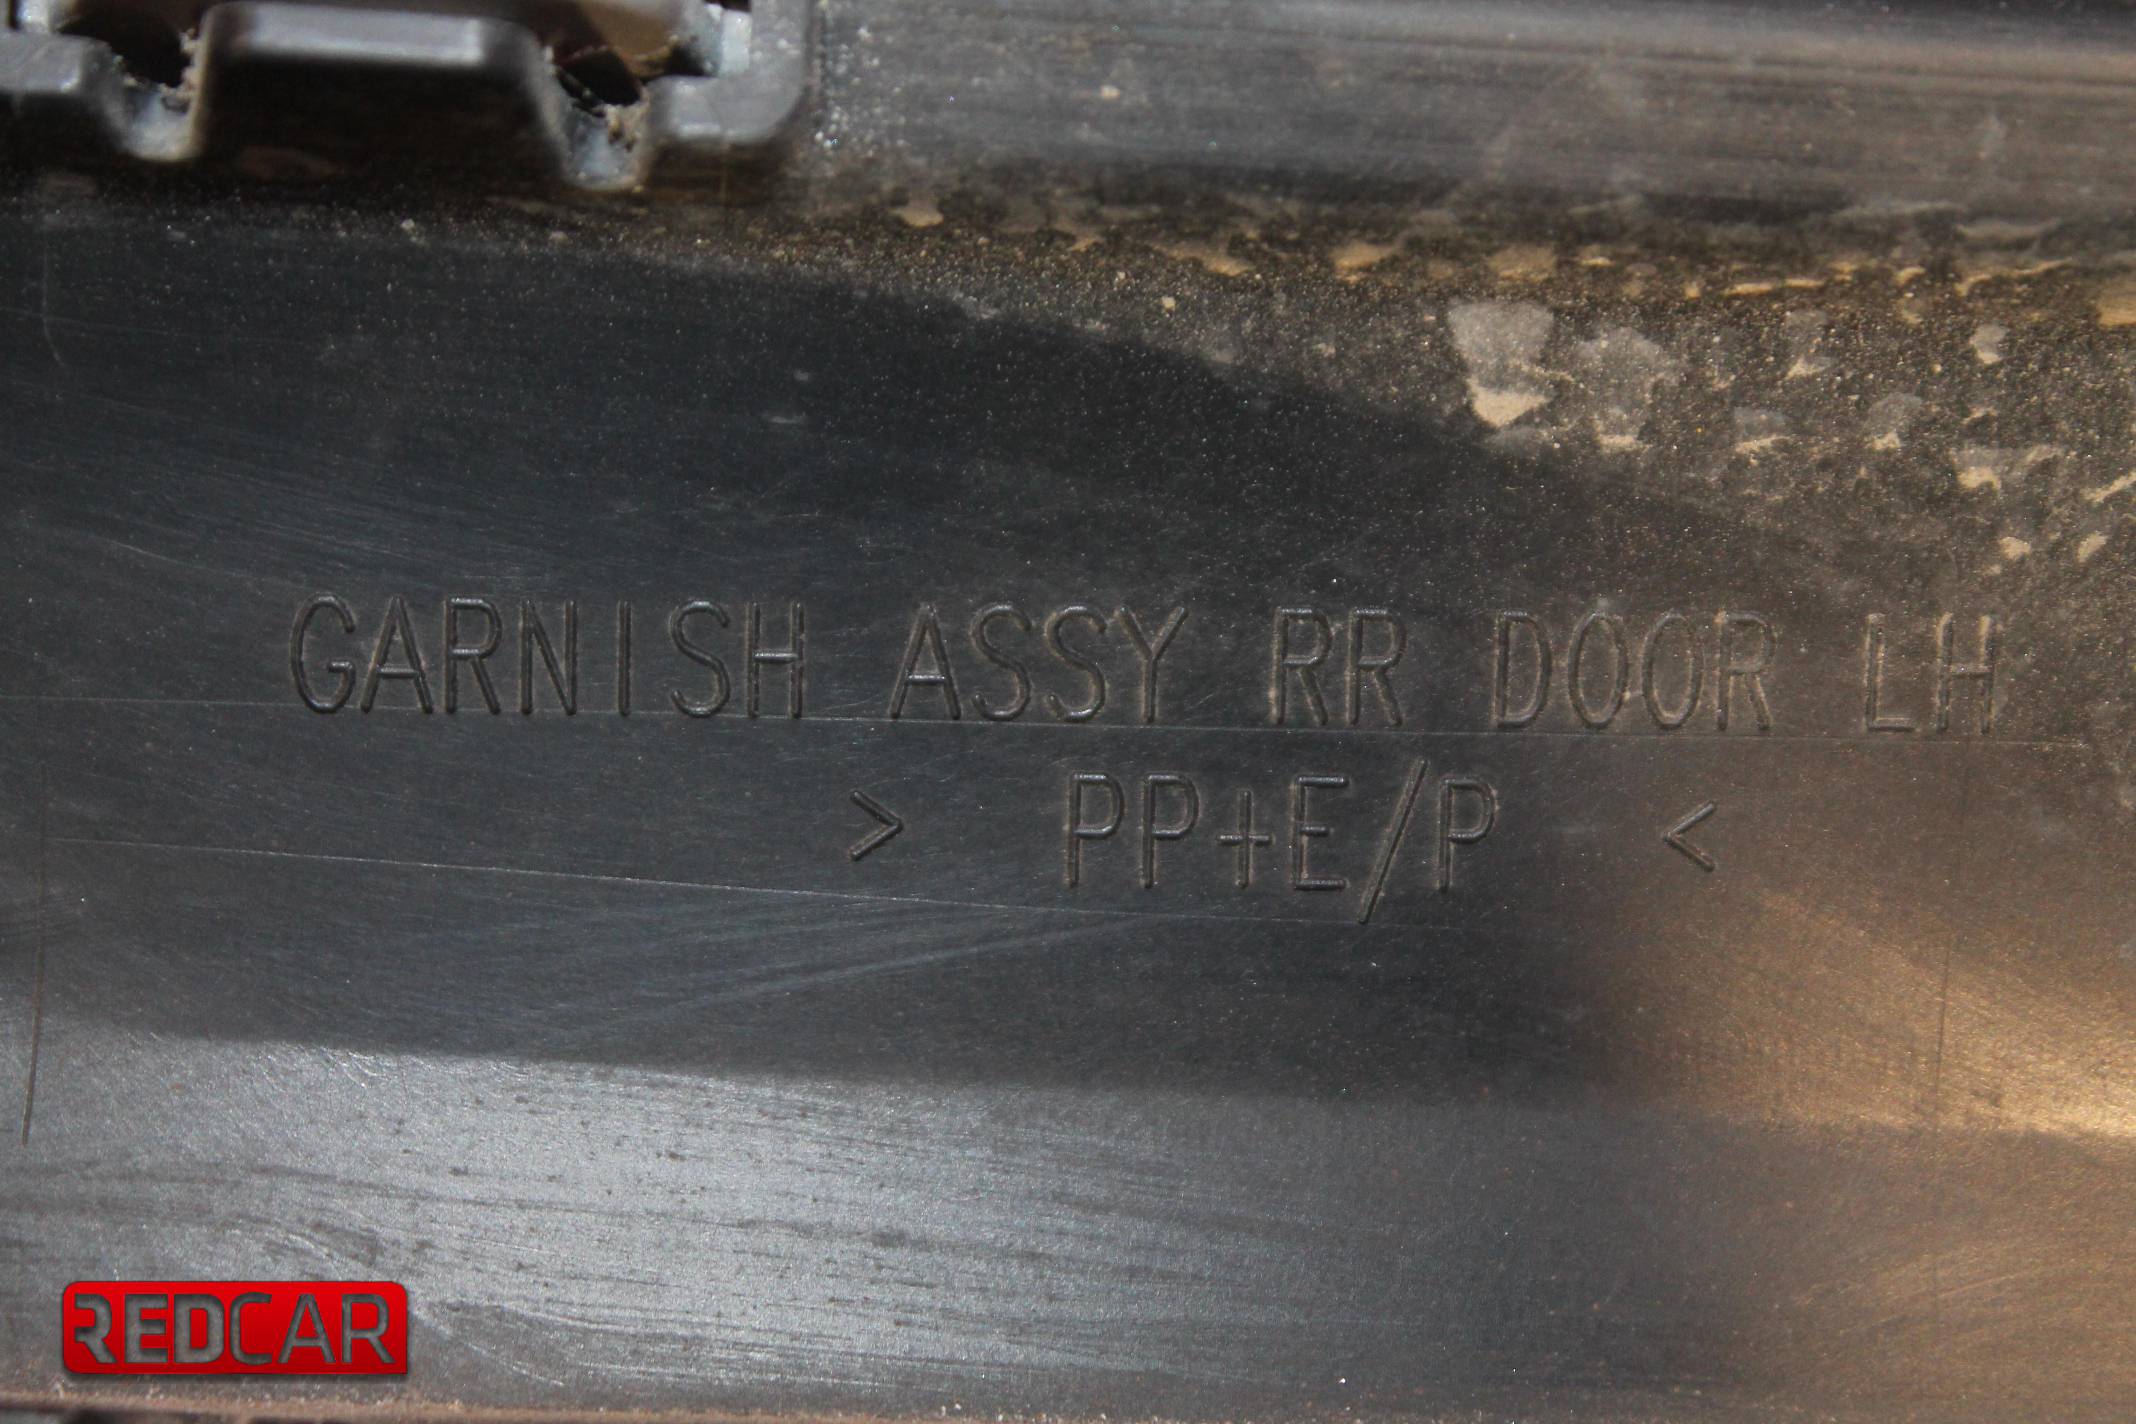 GARNISH ASSY RR DOOR LH
> PP+E/P <
REDCAR